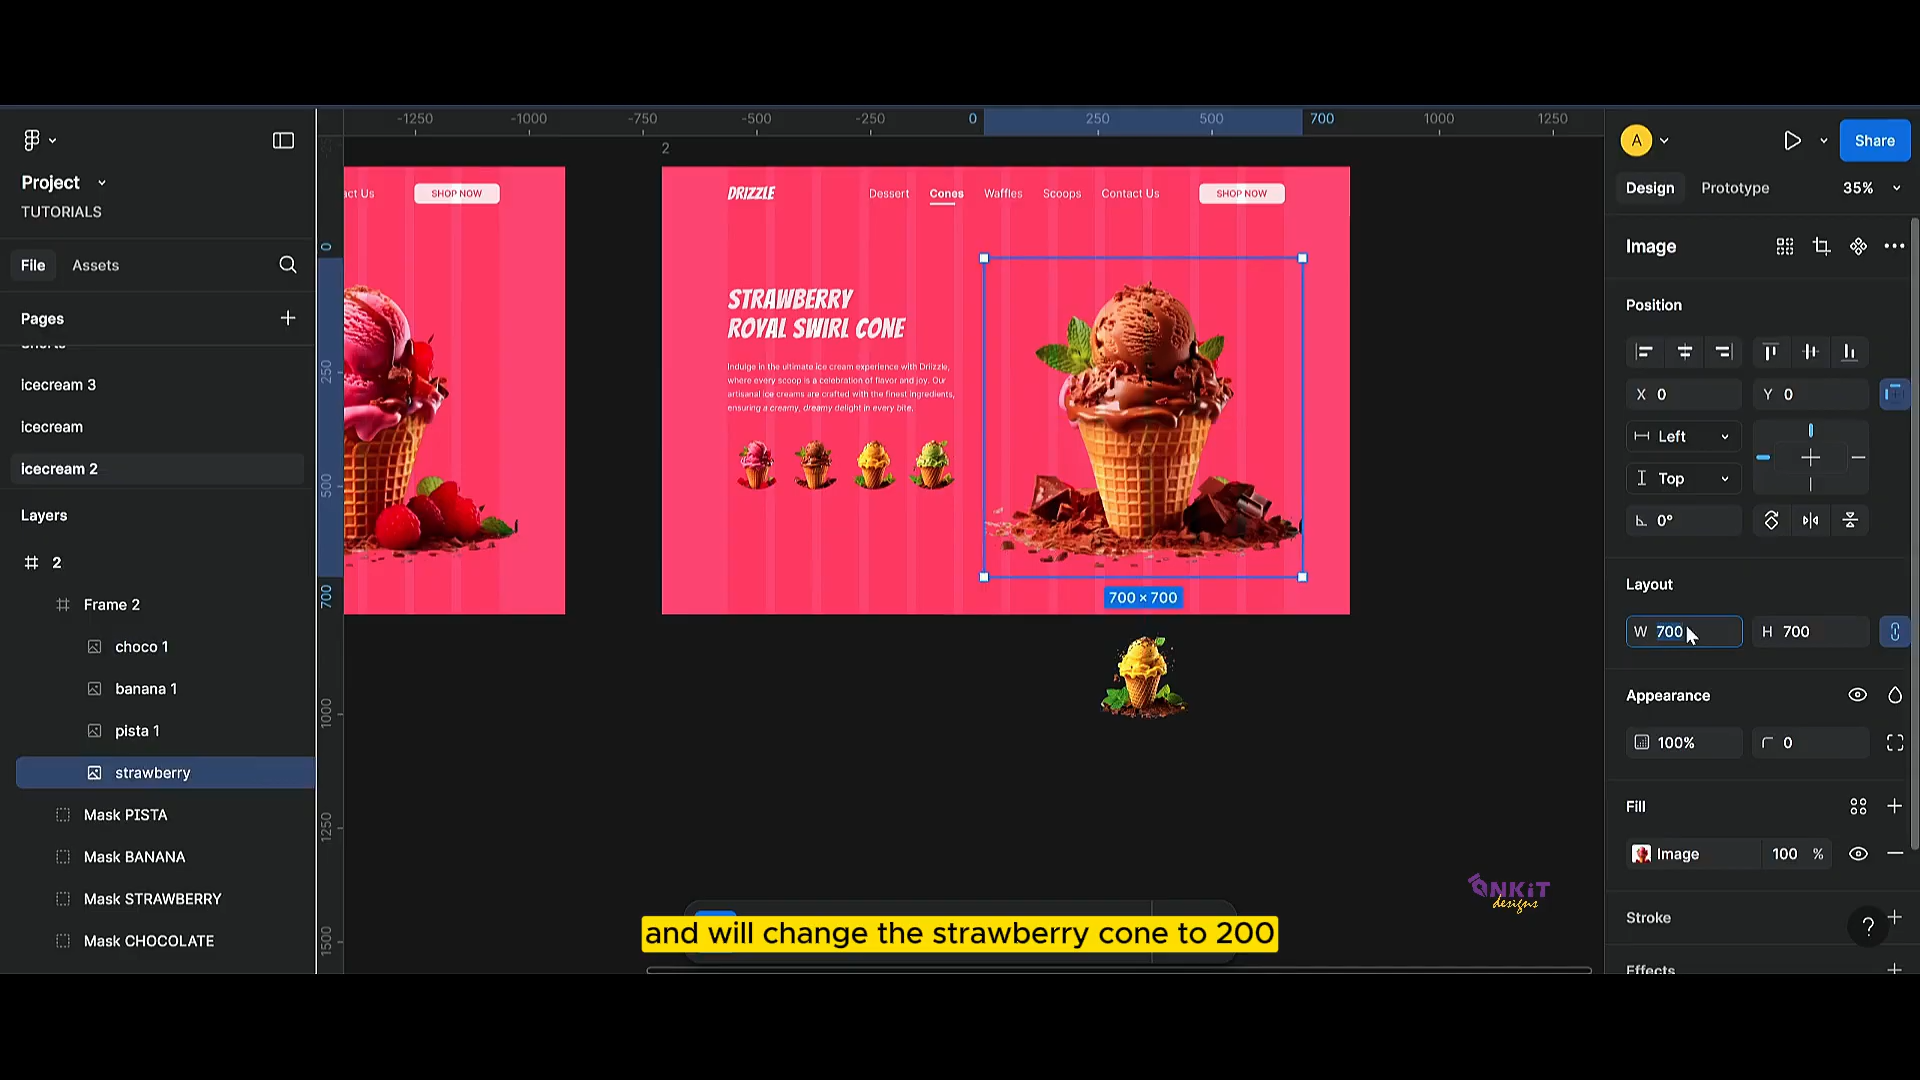 -1250 -1000 -750 -500 -250 0 250 500 700 1000 1250
A
Share
Project
TUTORIALS
Design Prototype 35%
File Assets
Pages
icecream 3
icecream
icecream 2
Layers
2
Frame 2
choco 1
banana 1
pista 1
strawberry
Mask PISTA
Mask BANANA
Mask STRAWBERRY
Mask CHOCOLATE
0
250
500
700
1000
1250
1500
act Us SHOP NOW
2
DRIZZLE Dessert Cones Waffles Scoops Contact Us SHOP NOW
STRAWBERRY
ROYAL SWIRL CONE
Indulge in the ultimate ice cream experience with Drizzle,
where every scoop is a celebration of flavor and joy. Our
artisanal ice creams are crafted with the finest ingredients,
ensuring a creamy, dreamy delight in every bite.
700 × 700
Image
Position
X 0 Y 0
Left
Top
0°
Layout
W 700 H 700
Appearance
100% 0
Fill
Image 100 %
Stroke
?
Effects
ANKiT
designs
and will change the strawberry cone to 200